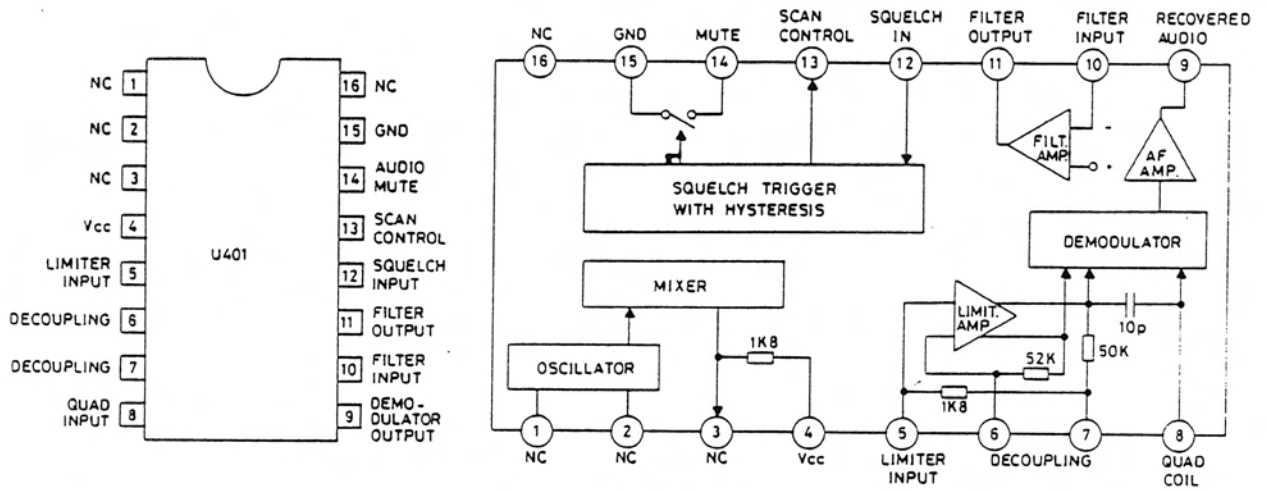 NC 1
NC 2
NC 3
Vcc 4
LIMITER
INPUT 5
DECOUPLING 6
DECOUPLING 7
QUAD
INPUT 8
U401
16 NC
15 GND
14 AUDIO
MUTE
13 SCAN
CONTROL
12 SQUELCH
INPUT
11 FILTER
OUTPUT
10 FILTER
INPUT
9 DEMO-
DULATOR
OUTPUT
NC
16
GND
15
MUTE
14
SCAN
CONTROL
13
SQUELCH
IN
12
FILTER
OUTPUT
11
FILTER
INPUT
10
RECOVERED
AUDIO
9
SQUELCH TRIGGER
WITH HYSTERESIS
FILT.
AMP.
-
AF
AMP.
DEMODULATOR
MIXER
OSCILLATOR
1K8
LIMIT.
AMP.
10p
50K
52K
1K8
1
NC
2
NC
3
NC
4
Vcc
5
LIMITER
INPUT
6
7
DECOUPLING
8
QUAD
COIL